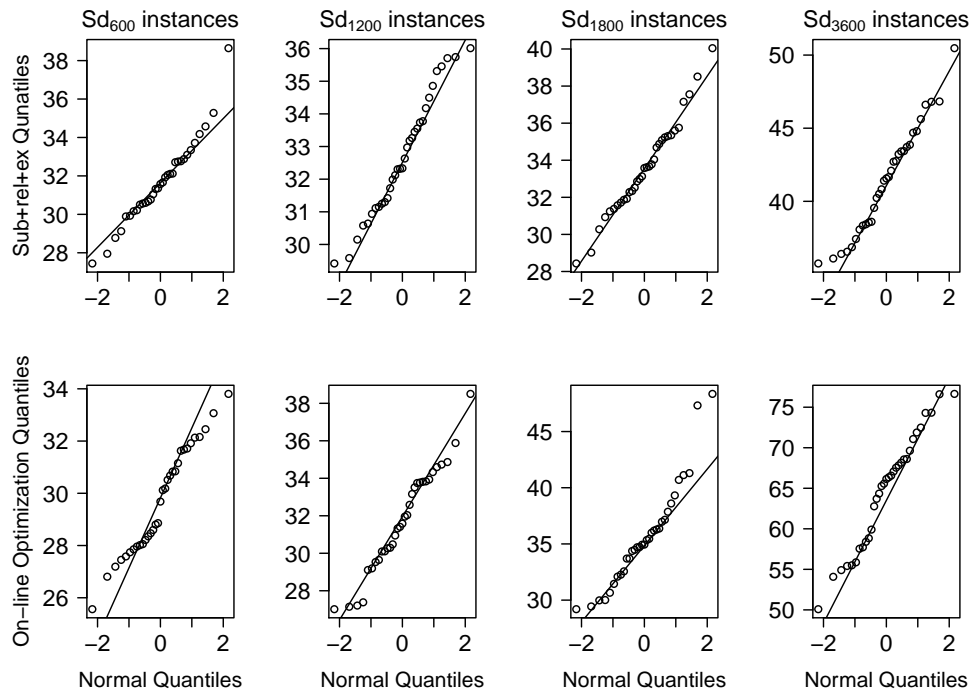 Sd600 instances
Sd1200 instances
Sd1800 instances
Sd3600 instances
Sub+rel+ex Qunatiles
38
36
34
32
30
28
−2 0 2
36
35
34
33
32
31
30
−2 0 2
40
38
36
34
32
30
28
−2 0 2
50
45
40
−2 0 2
On−line Optimization Quantiles
34
32
30
28
26
−2 0 2
Normal Quantiles
38
36
34
32
30
28
−2 0 2
Normal Quantiles
45
40
35
30
−2 0 2
Normal Quantiles
75
70
65
60
55
50
−2 0 2
Normal Quantiles